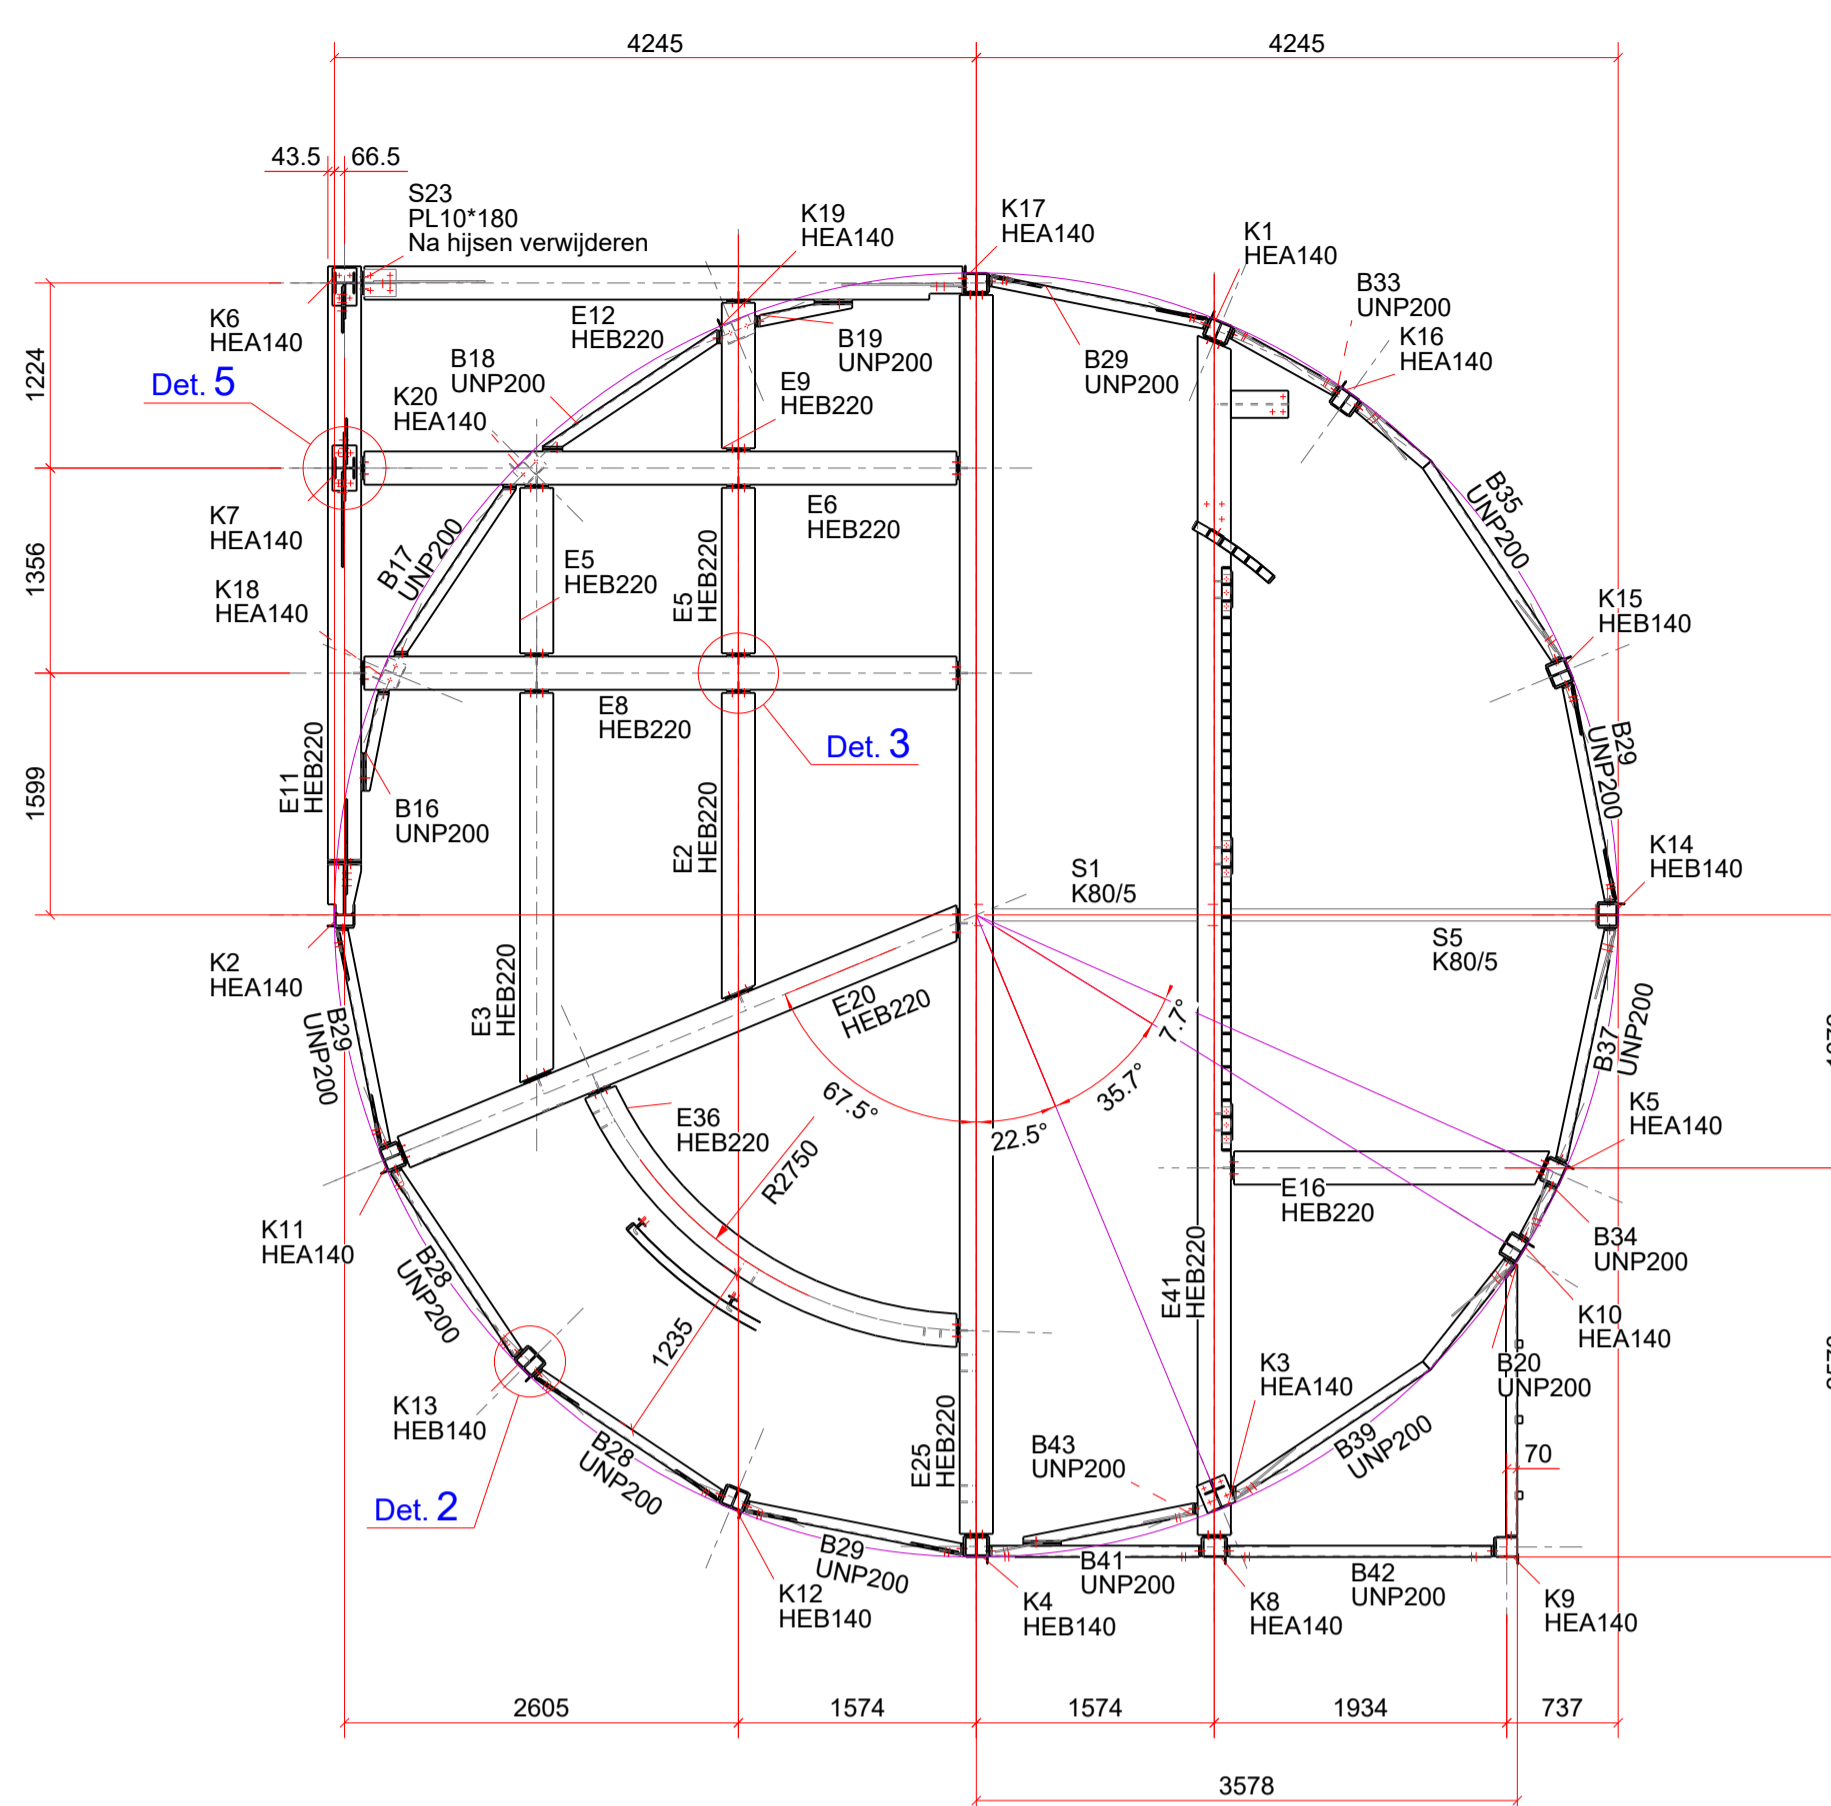 4245
4245
43.5
66.5
S23
PL10*180
Na hijsen verwijderen
K19
HEA140
K17
HEA140
K1
HEA140
B33
UNP200
K16
HEA140
K6
HEA140
E12
HEB220
B19
UNP200
B29
UNP200
1224
Det. 5
B18
UNP200
E9
HEB220
K20
HEA140
B35
UNP200
E6
HEB220
K7
HEA140
B17
UNP200
1356
E5
HEB220
E5
HEB220
K18
HEA140
K15
HEB140
E8
HEB220
Det. 3
B29
UNP200
E11
HEB220
1599
B16
UNP200
E2
HEB220
S1
K80/5
K14
HEB140
S5
K80/5
K2
HEA140
E3
HEB220
E20
HEB220
B29
UNP200
7.7°
B37
UNP200
67.5°
35.7°
22.5°
E36
HEB220
K5
HEA140
R2750
E16
HEB220
K11
HEA140
B28
UNP200
E41
HEB220
B34
UNP200
K10
HEA140
1235
K3
HEA140
B20
UNP200
K13
HEB140
E25
HEB220
B28
UNP200
B43
UNP200
B39
UNP200
70
Det. 2
B29
UNP200
B41
UNP200
B42
UNP200
K12
HEB140
K4
HEB140
K8
HEA140
K9
HEA140
2605
1574
1574
1934
737
3578